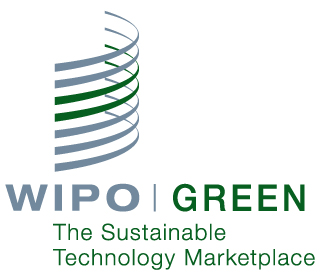 WIPO | GREEN
The Sustainable
Technology Marketplace